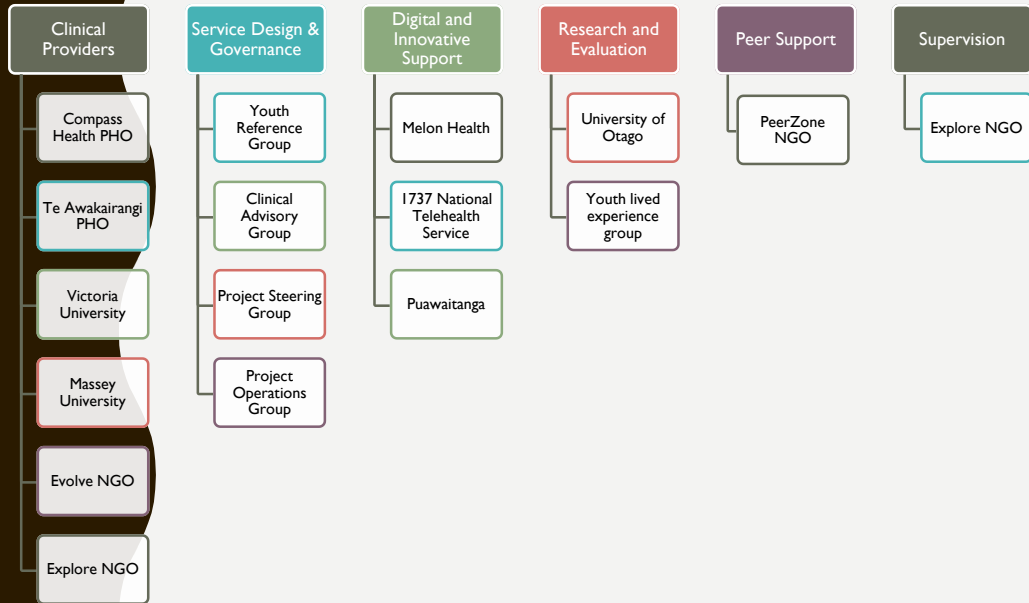 Clinical
Providers
Compass
Health PHO
Te Awakairangi
PHO
Victoria
University
Massey
University
Evolve NGO
Explore NGO
Service Design &
Governance
Youth
Reference
Group
Clinical
Advisory
Group
Project Steering
Group
Project
Operations
Group
Digital and
Innovative
Support
Melon Health
1737 National
Telehealth
Service
Puawaitanga
Research and
Evaluation
University of
Otago
Youth lived
experience
group
Peer Support
PeerZone
NGO
Supervision
Explore NGO